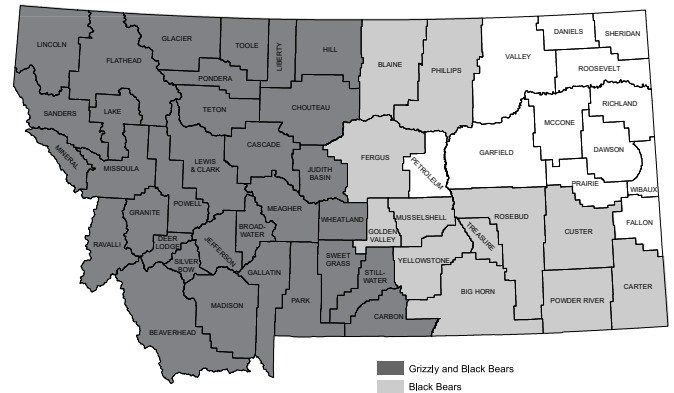 DANIELS
SHERIDAN
LINCOLN
GLACIER
TOOLE
LIBERTY
HILL
BLAINE
PHILLIPS
VALLEY
FLATHEAD
ROOSEVELT
PONDERA
SANDERS
LAKE
TETON
CHOUTEAU
RICHLAND
MCCONE
MINERAL
MISSOULA
LEWIS
& CLARK
CASCADE
JUDITH
BASIN
FERGUS
PETROLEUM
GARFIELD
DAWSON
PRAIRIE
WIBAUX
GRANITE
POWELL
MEAGHER
WHEATLAND
GOLDEN
VALLEY
MUSSELSHELL
TREASURE
ROSEBUD
CUSTER
FALLON
RAVALLI
DEER
LODGE
SILVER
BOW
JEFFERSON
BROAD-
WATER
GALLATIN
PARK
SWEET
GRASS
STILL-
WATER
YELLOWSTONE
BIG HORN
POWDER RIVER
CARTER
BEAVERHEAD
MADISON
CARBON
Grizzly and Black Bears
Black Bears